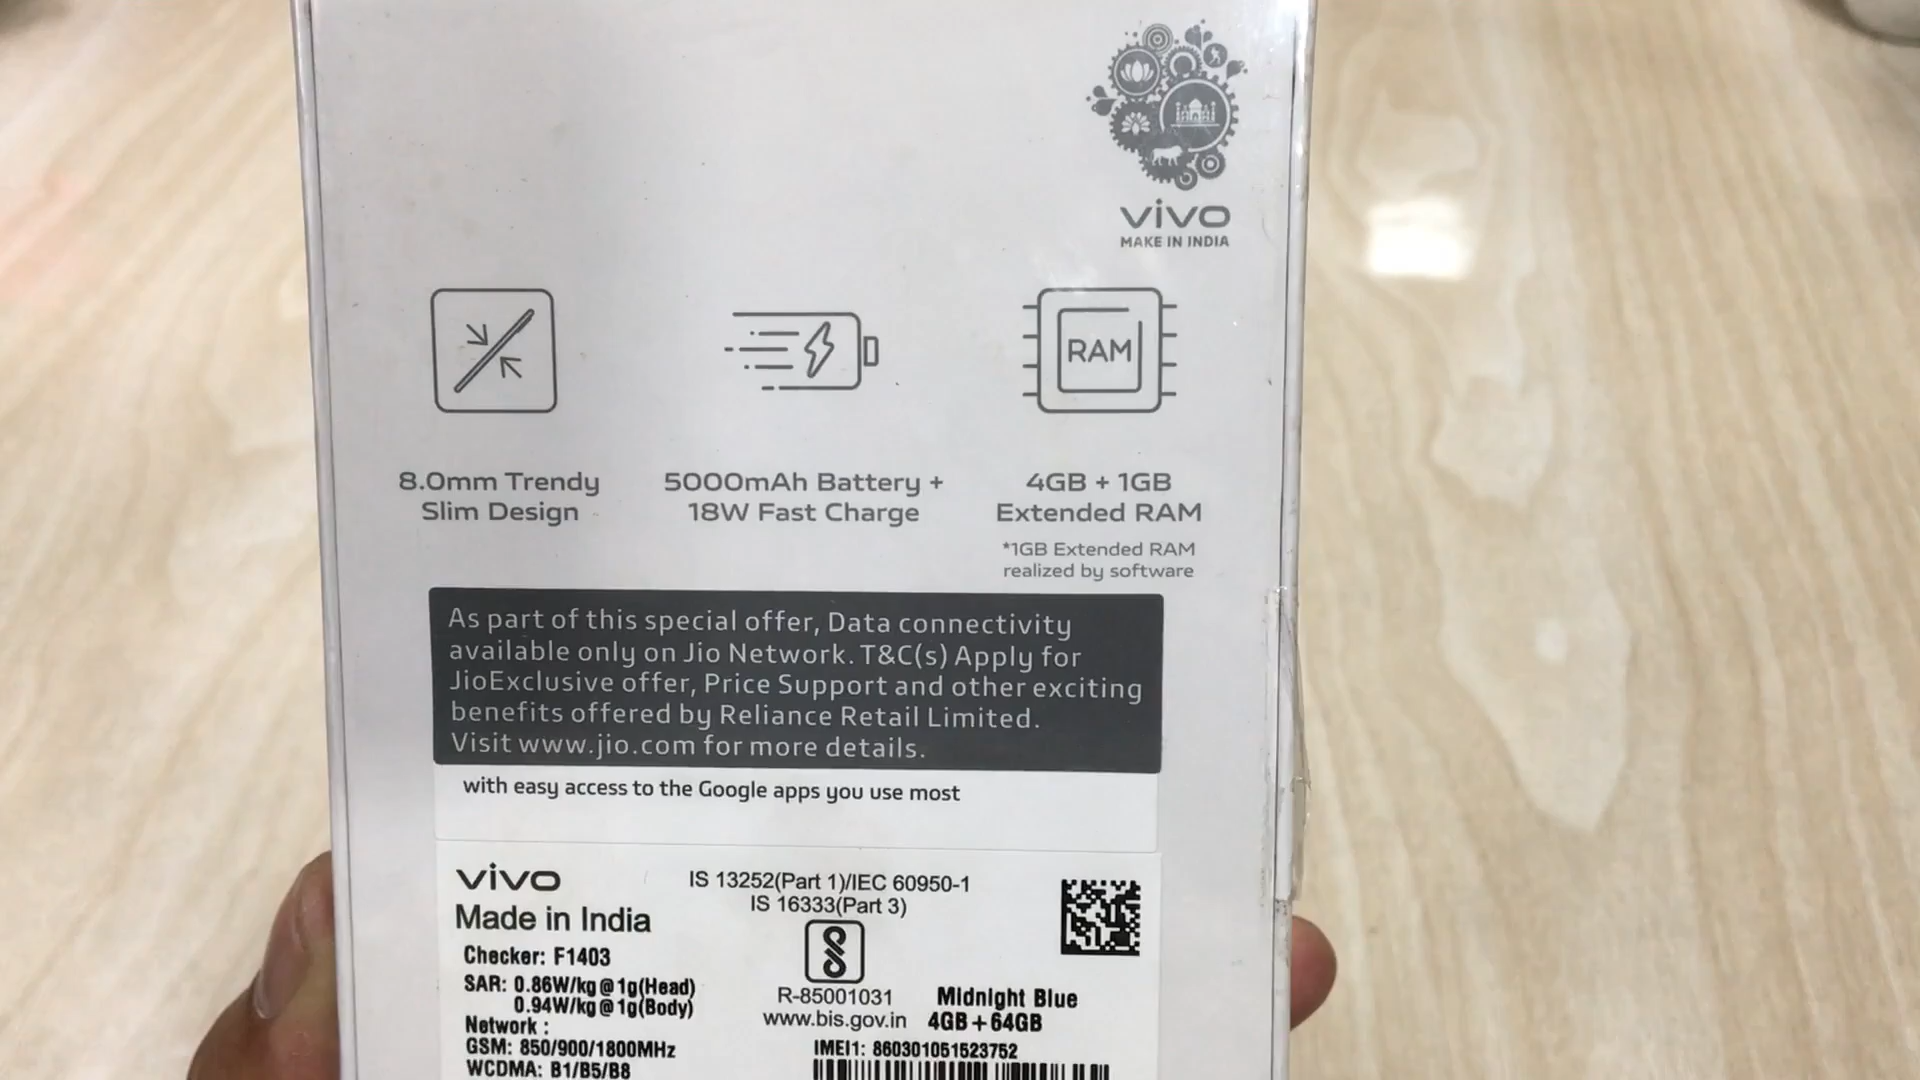 vivo
MAKE IN INDIA
RAM
8.0mm Trendy
Slim Design
5000mAh Battery +
18W Fast Charge
4GB + 1GB
Extended RAM
*1GB Extended RAM
realized by software
As part of this special offer, Data connectivity
available only on Jio Network. T&C(s) Apply for
JioExclusive offer, Price Support and other exciting
benefits offered by Reliance Retail Limited.
Visit www.jio.com for more details.
with easy access to the Google apps you use most
vivo
Made in India
Checker: F1403
SAR: 0.86W/kg@1g(Head)
0.94W/kg@1g(Body)
Network :
GSM: 850/900/1800MHz
WCDMA: B1/B5/B8
IS 13252(Part 1)/IEC 60950-1
IS 16333(Part 3)
R-85001031
www.bis.gov.in
Midnight Blue
4GB+64GB
IMEI1: 860301051523752